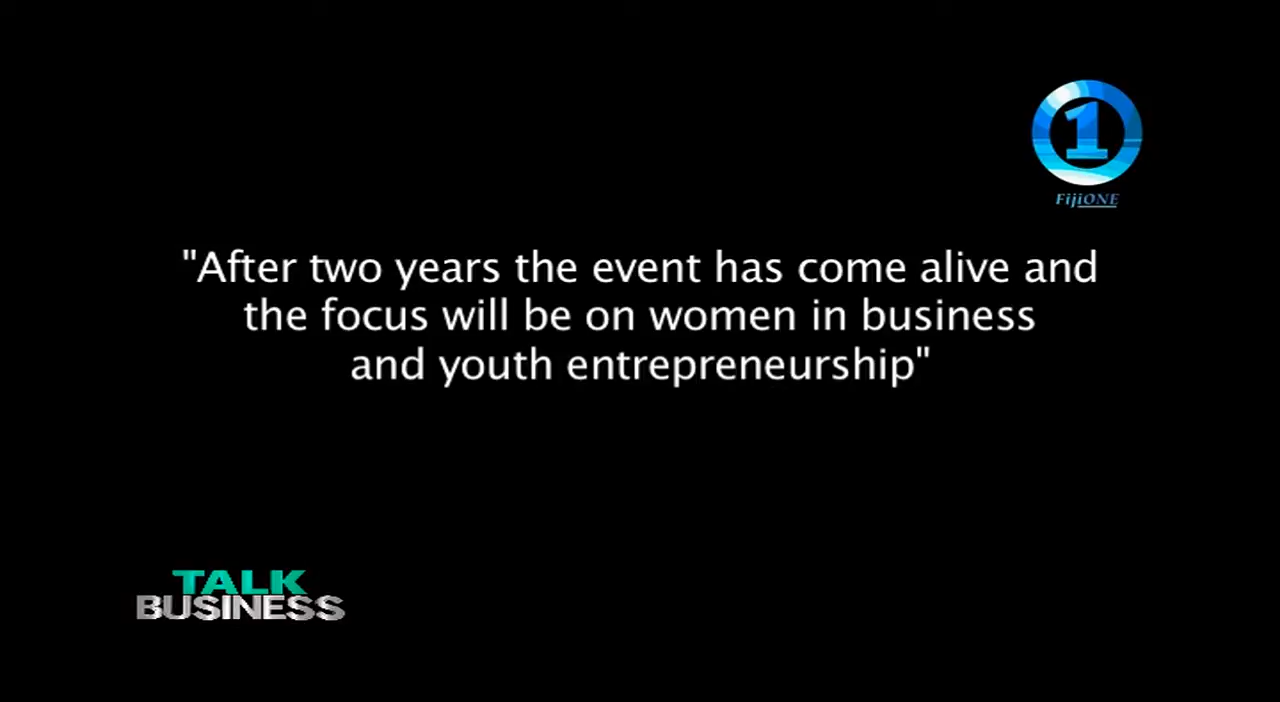 1
FijiONE
"After two years the event has come alive and
the focus will be on women in business
and youth entrepreneurship"
TALK
BUSINESS